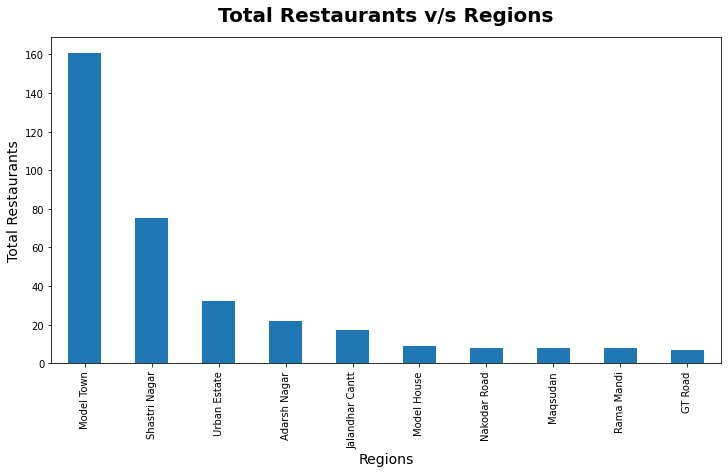 Total Restaurants v/s Regions
Total Restaurants
160
140
120
100
80
60
40
20
0
Model Town
Shastri Nagar
Urban Estate
Adarsh Nagar
Jalandhar Cantt
Model House
Nakodar Road
Maqsudan
Rama Mandi
GT Road
Regions